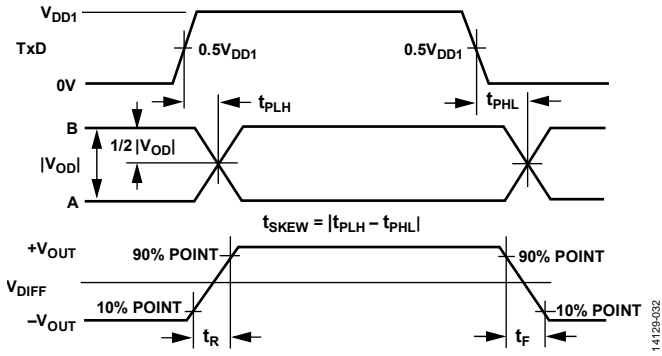 VDD1
TxD
0.5VDD1
0.5VDD1
0V
tPLH
tPHL
B
1/2 |VOD|
|VOD|
A
tSKEW = |tPLH – tPHL|
+VOUT
90% POINT
90% POINT
VDIFF
10% POINT
10% POINT
–VOUT
tR
tF
14129-032